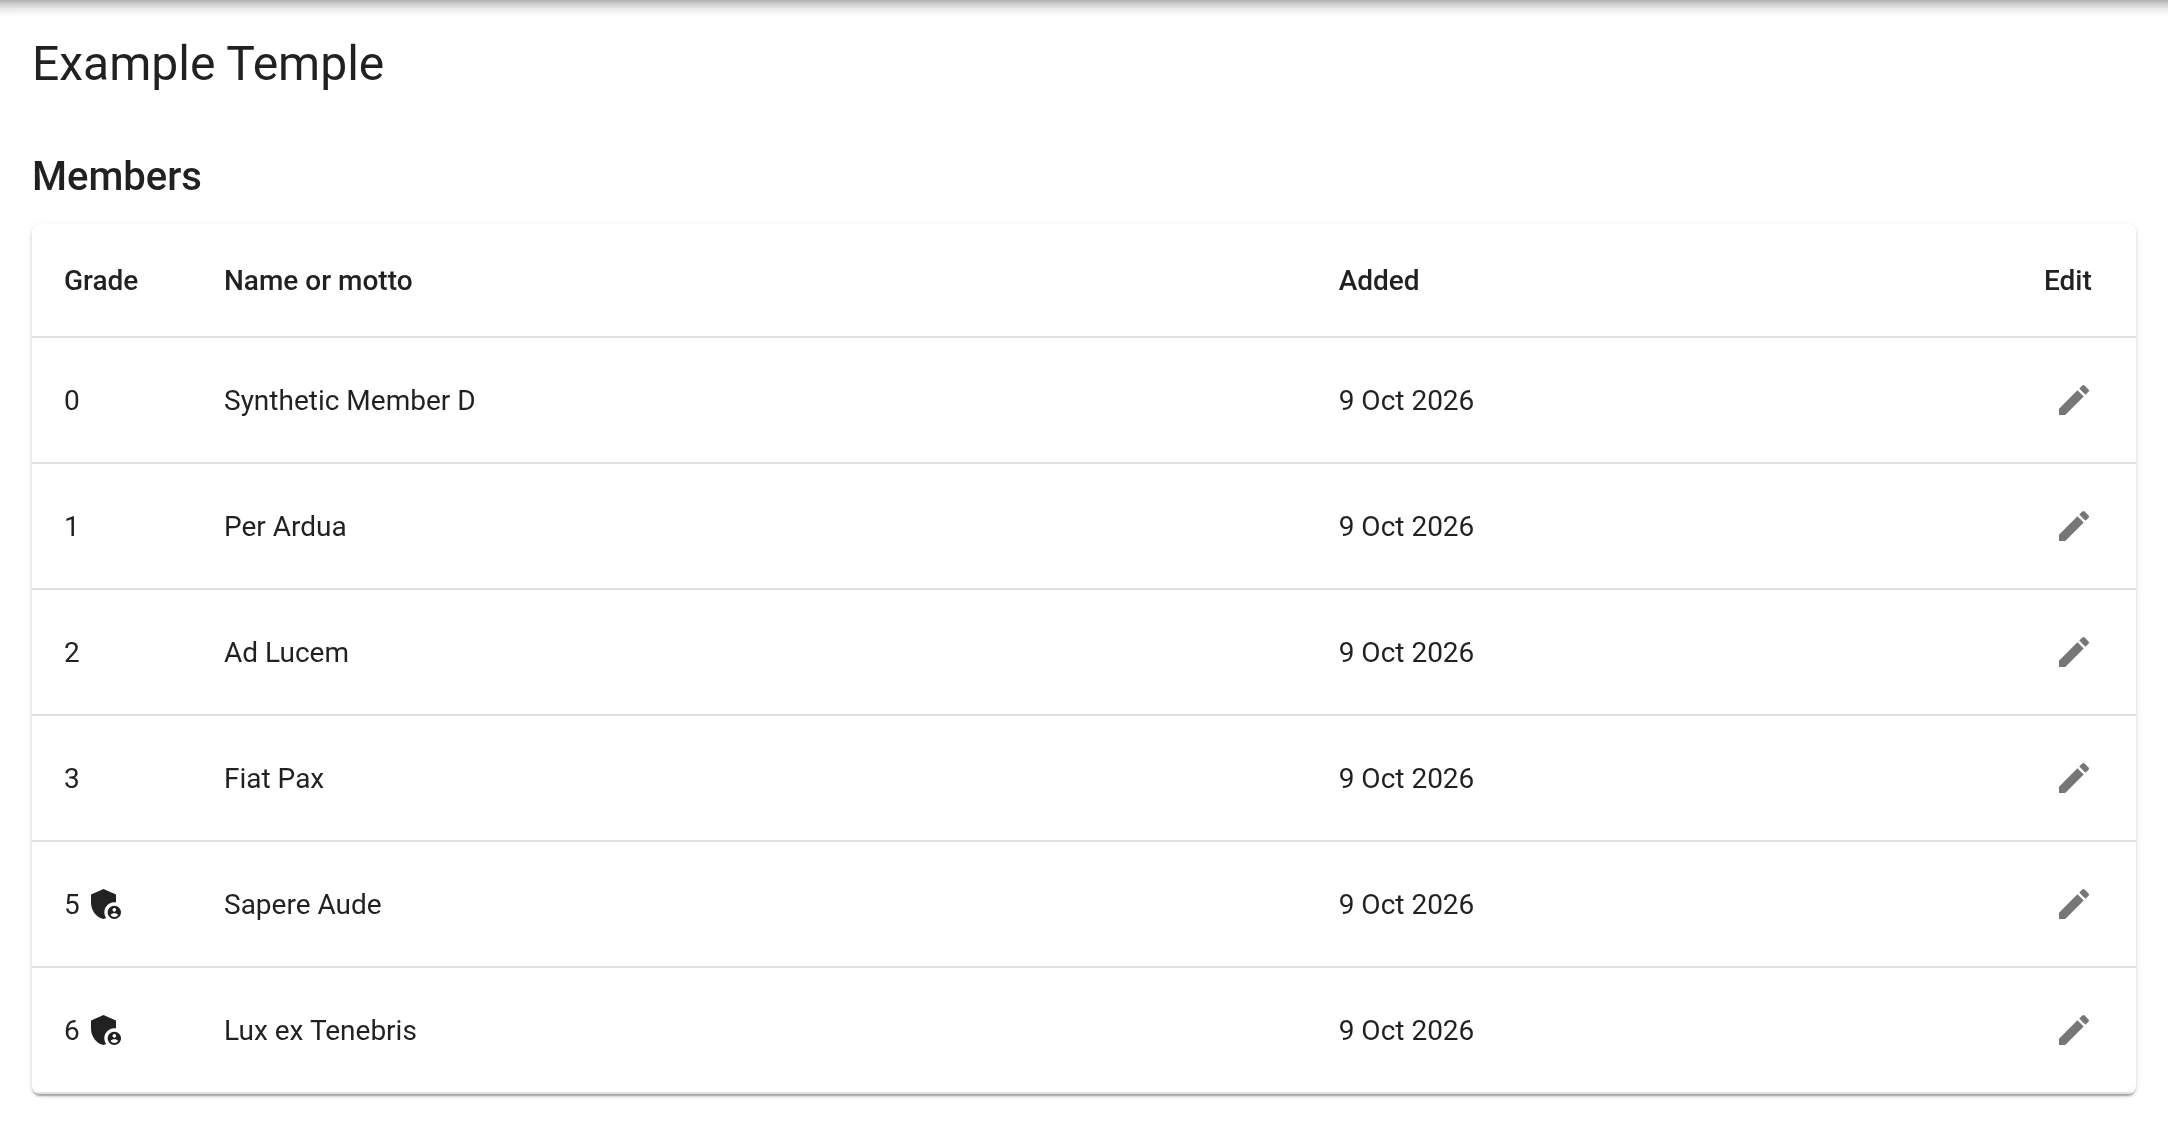 Example Temple
Members
Grade Name or motto Added Edit
0 Synthetic Member D 9 Oct 2026
1 Per Ardua 9 Oct 2026
2 Ad Lucem 9 Oct 2026
3 Fiat Pax 9 Oct 2026
5 Sapere Aude 9 Oct 2026
6 Lux ex Tenebris 9 Oct 2026